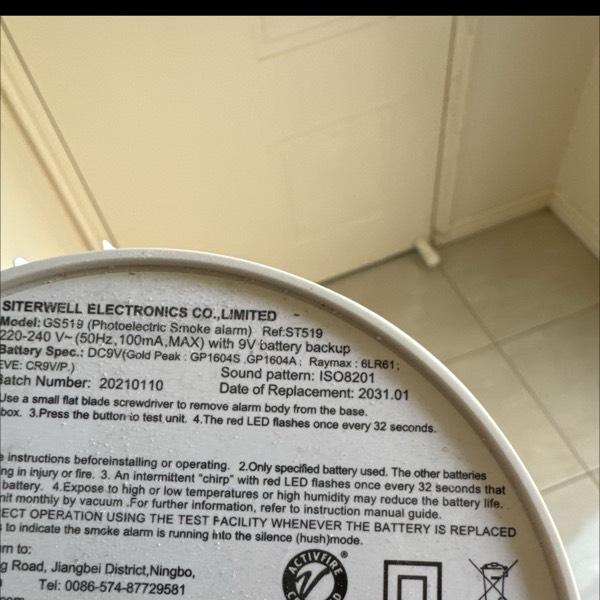 SITERWELL ELECTRONICS CO.,LIMITED
Model: GS519 (Photoelectric Smoke alarm) Ref:ST519
220-240 V~(50Hz,100mA,MAX) with 9V battery backup
Battery Spec.: DC9V(Gold Peak : GP1604S ,GP1604A ; Raymax : 6LR61;
EVE: CR9V/P.)
Sound pattern: ISO8201
Batch Number: 20210110
Date of Replacement: 2031.01
Use a small flat blade screwdriver to remove alarm body from the base.
box. 3.Press the button to test unit. 4.The red LED flashes once every 32 seconds.
instructions beforeinstalling or operating. 2.Only specified battery used. The other batteries
ng in injury or fire. 3. An intermittent "chirp" with red LED flashes once every 32 seconds that
battery. 4.Expose to high or low temperatures or high humidity may reduce the battery life.
nit monthly by vacuum .For further information, refer to instruction manual guide.
ECT OPERATION USING THE TEST FACILITY WHENEVER THE BATTERY IS REPLACED
to indicate the smoke alarm is running into the silence (hush)mode.
rn to:
g Road, Jiangbei District,Ningbo,
Tel: 0086-574-87729581
ACTIVFIRE ®